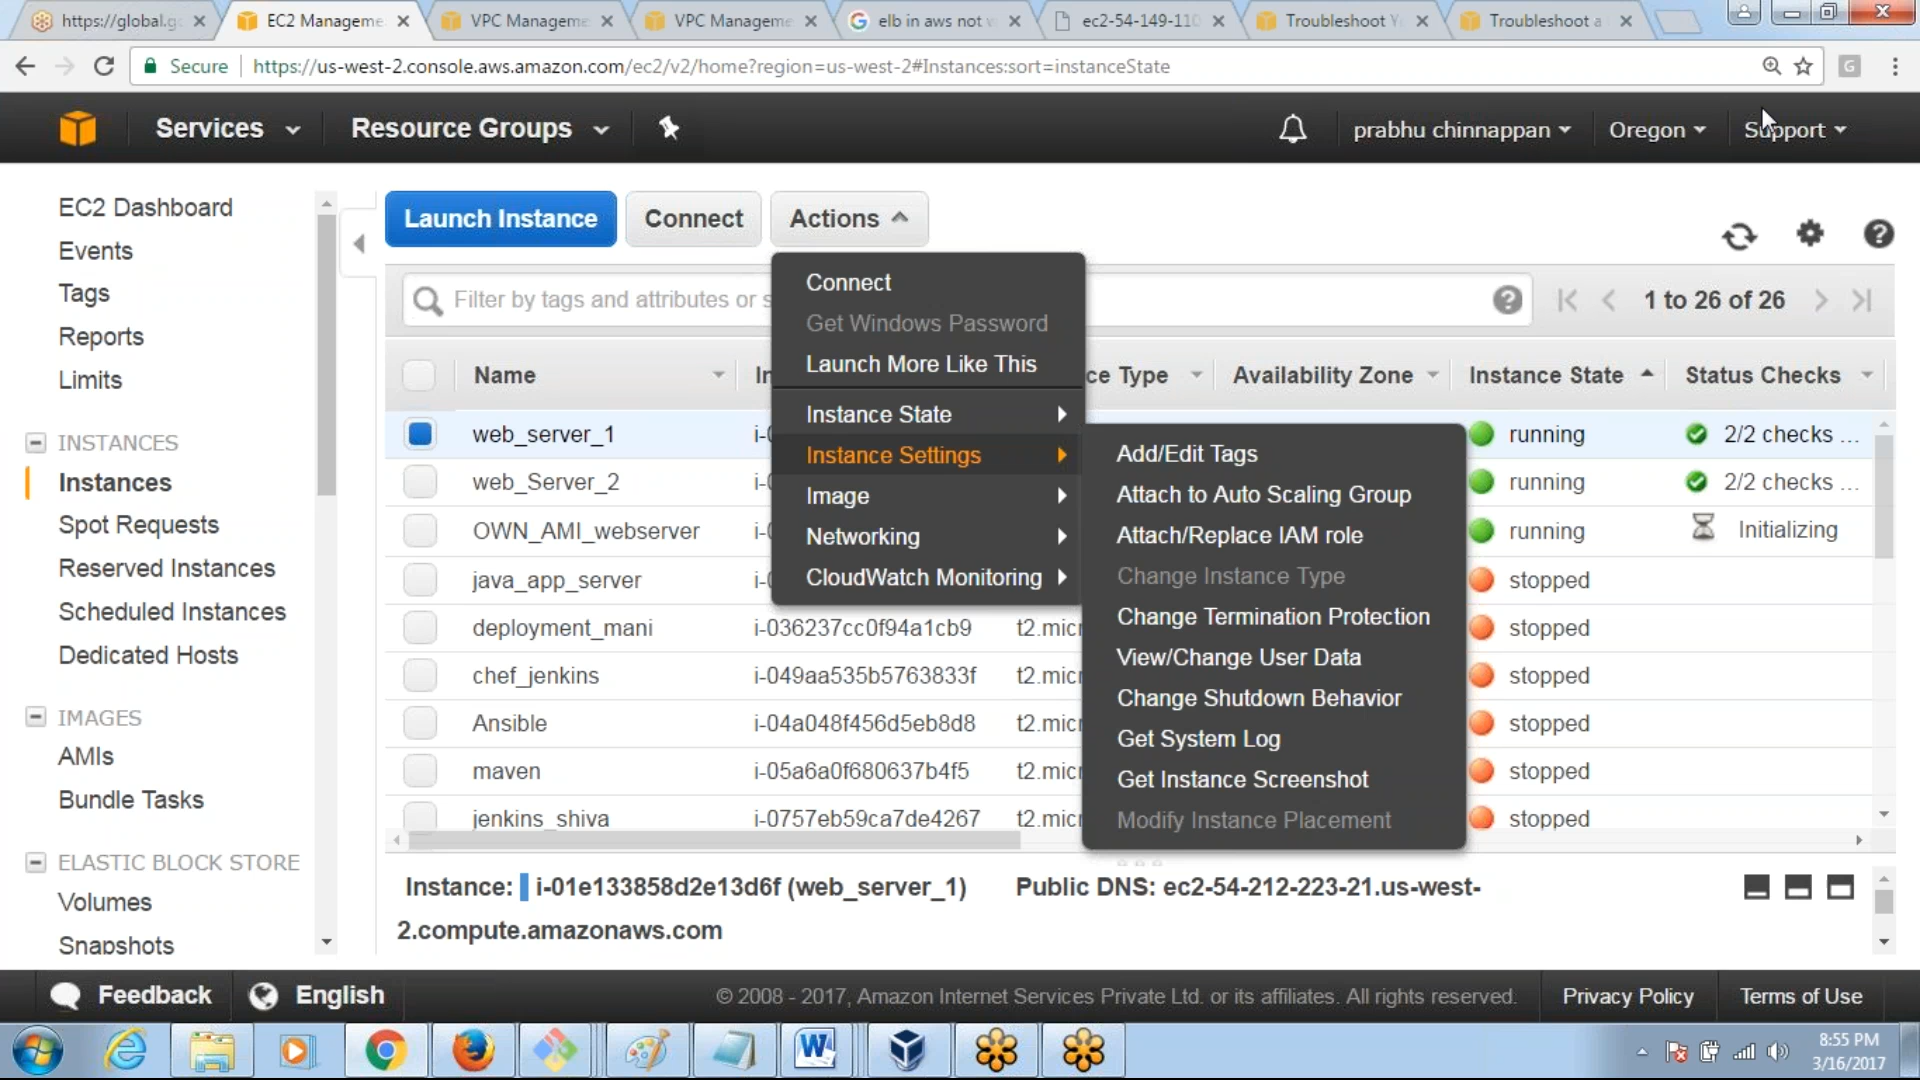 https://global.g
EC2 Manageme
VPC Manageme
VPC Manageme
elb in aws not w
ec2-54-149-110
Troubleshoot Y
Troubleshoot a
Secure
https://us-west-2.console.aws.amazon.com/ec2/v2/home?region=us-west-2#Instances:sort=instanceState
Services
Resource Groups
prabhu chinnappan
Oregon
Support
EC2 Dashboard
Events
Tags
Reports
Limits
INSTANCES
Instances
Spot Requests
Reserved Instances
Scheduled Instances
Dedicated Hosts
IMAGES
AMIs
Bundle Tasks
ELASTIC BLOCK STORE
Volumes
Snapshots
Launch Instance
Connect
Actions
Filter by tags and attributes or s
1 to 26 of 26
Connect
Get Windows Password
Launch More Like This
Instance State
Instance Settings
Image
Networking
CloudWatch Monitoring
Add/Edit Tags
Attach to Auto Scaling Group
Attach/Replace IAM role
Change Instance Type
Change Termination Protection
View/Change User Data
Change Shutdown Behavior
Get System Log
Get Instance Screenshot
Modify Instance Placement
Name In ce Type Availability Zone Instance State Status Checks
web_server_1 i-0 running 2/2 checks ...
web_Server_2 i-0 running 2/2 checks ...
OWN_AMI_webserver i-0 running Initializing
java_app_server i-0 stopped
deployment_mani i-036237cc0f94a1cb9 t2.micr stopped
chef_jenkins i-049aa535b5763833f t2.micr stopped
Ansible i-04a048f456d5eb8d8 t2.micr stopped
maven i-05a6a0f680637b4f5 t2.micr stopped
jenkins_shiva i-0757eb59ca7de4267 t2.micr stopped
Instance: i-01e133858d2e13d6f (web_server_1) Public DNS: ec2-54-212-223-21.us-west-
2.compute.amazonaws.com
Feedback
English
© 2008 - 2017, Amazon Internet Services Private Ltd. or its affiliates. All rights reserved.
Privacy Policy
Terms of Use
8:55 PM
3/16/2017